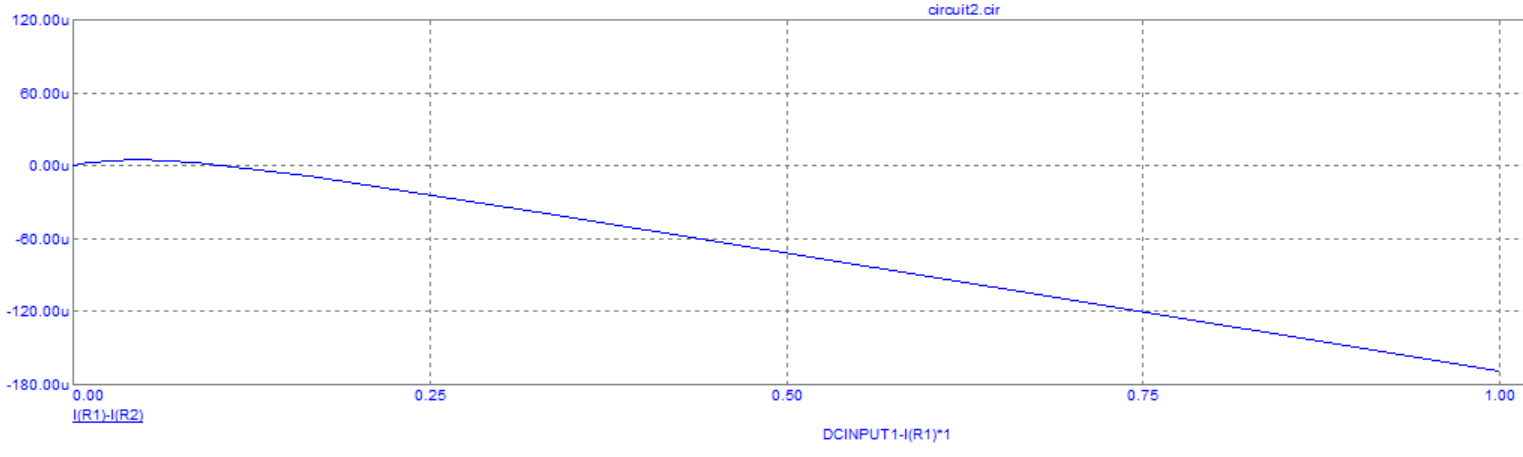 circuit2.cir
120.00u
60.00u
0.00u
-60.00u
-120.00u
-180.00u
0.00 0.25 0.50 0.75 1.00
I(R1)-I(R2)
DCINPUT1-I(R1)*1